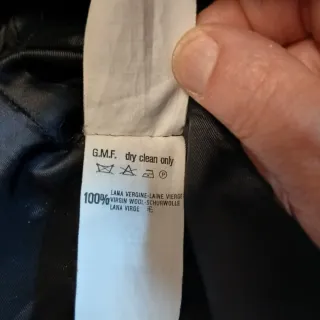 G.M.F. dry clean only
P
100% LANA VERGINE-LAINE VIERGE
VIRGIN WOOL-SCHURWOLLE
LANA VIRGE